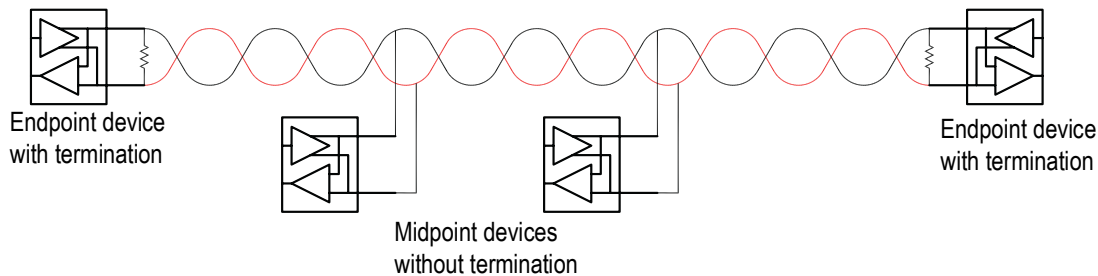 Endpoint device
with termination
Endpoint device
with termination
Midpoint devices
without termination